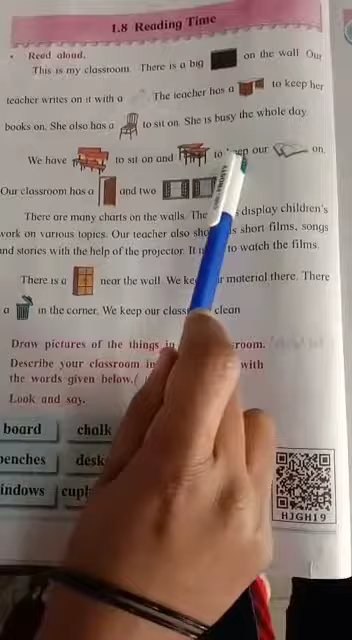 1.8 Reading Time
• Read aloud.
This is my classroom. There is a big on the wall. Our
teacher writes on it with a The teacher has a to keep her
books on. She also has a to sit on. She is busy the whole day.
We have to sit on and to keep our on.
Our classroom has a and two
There are many charts on the walls. The display children's
work on various topics. Our teacher also short films, songs
and stories with the help of the projector. It to watch the films.
There is a near the wall. We material there. There
a in the corner. We keep our clean
Draw pictures of the things in
Describe your classroom in with
the words given below.
Look and say.
board chalk
benches desk
windows
HJGH19